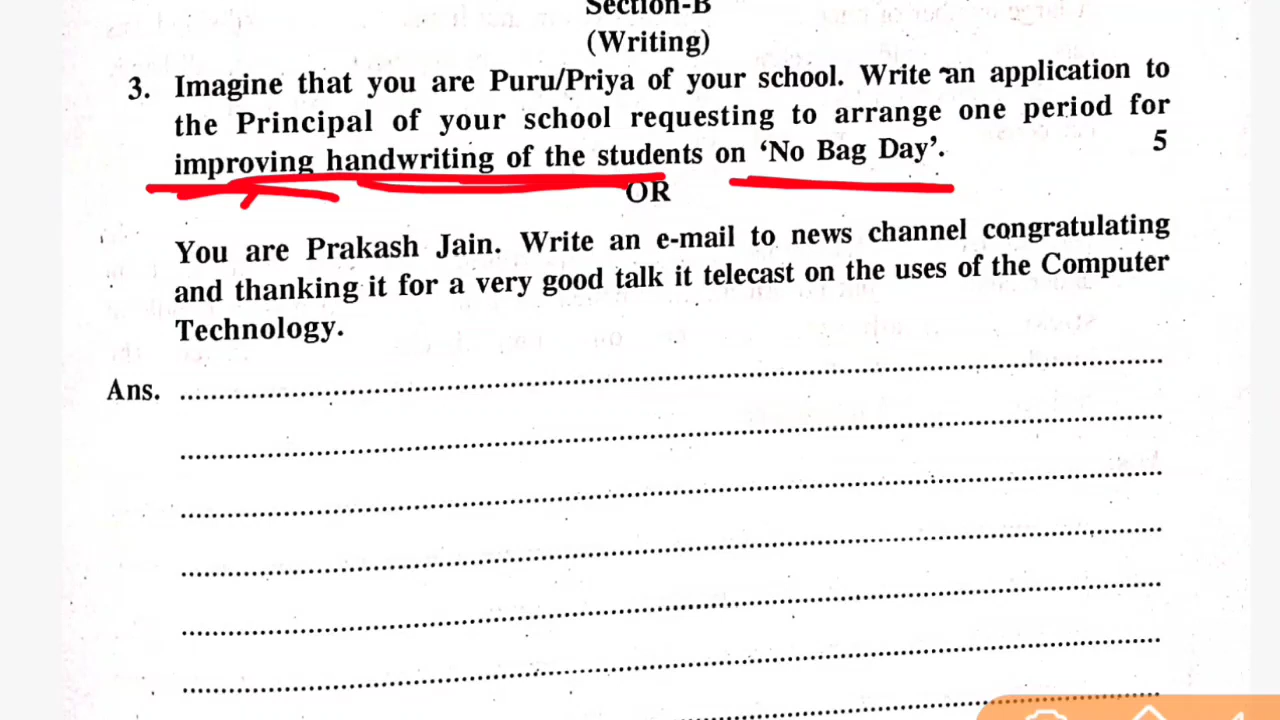 Section-B
(Writing)
3. Imagine that you are Puru/Priya of your school. Write an application to
the Principal of your school requesting to arrange one period for
improving handwriting of the students on ‘No Bag Day’. 5
OR
You are Prakash Jain. Write an e-mail to news channel congratulating
and thanking it for a very good talk it telecast on the uses of the Computer
Technology.
Ans.